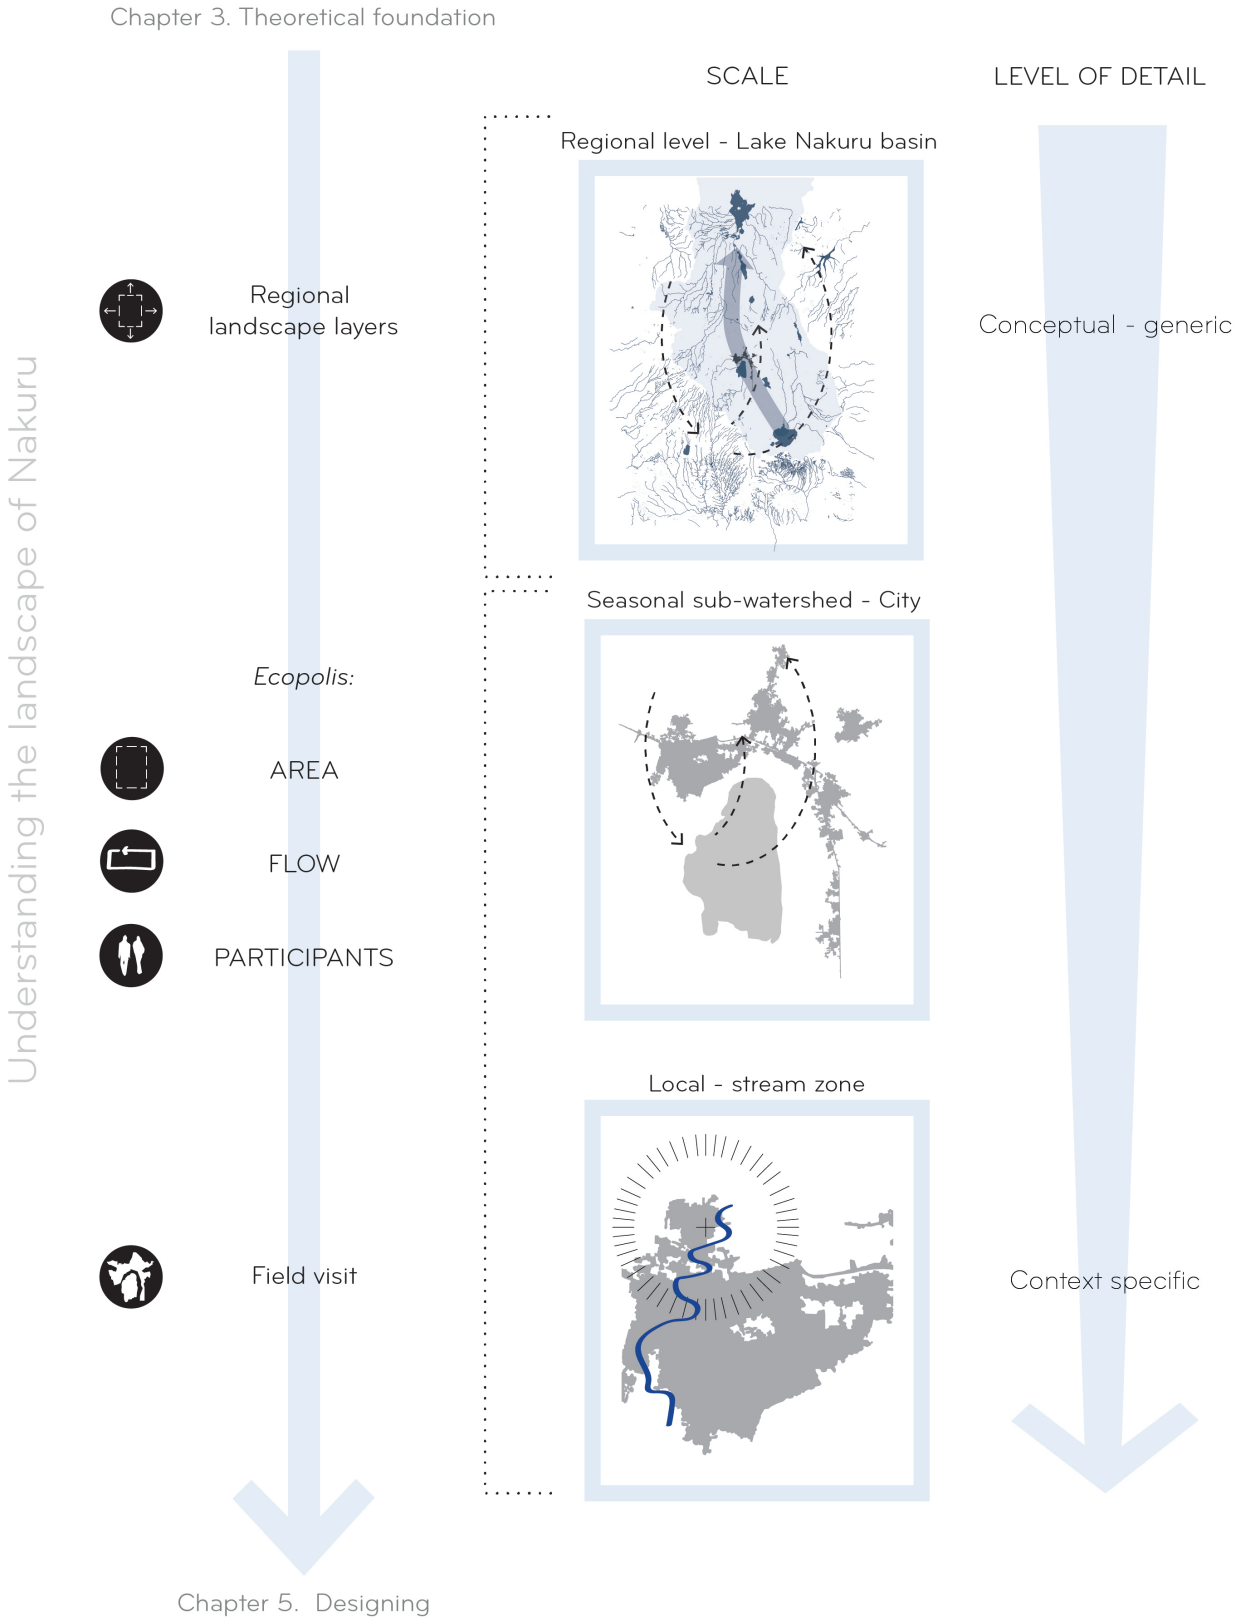 Chapter 3. Theoretical foundation
SCALE
LEVEL OF DETAIL
Regional level - Lake Nakuru basin
Regional
landscape layers
Conceptual - generic
Understanding the landscape of Nakuru
Seasonal sub-watershed - City
Ecopolis:
AREA
FLOW
PARTICIPANTS
Local - stream zone
Field visit
Context specific
Chapter 5. Designing